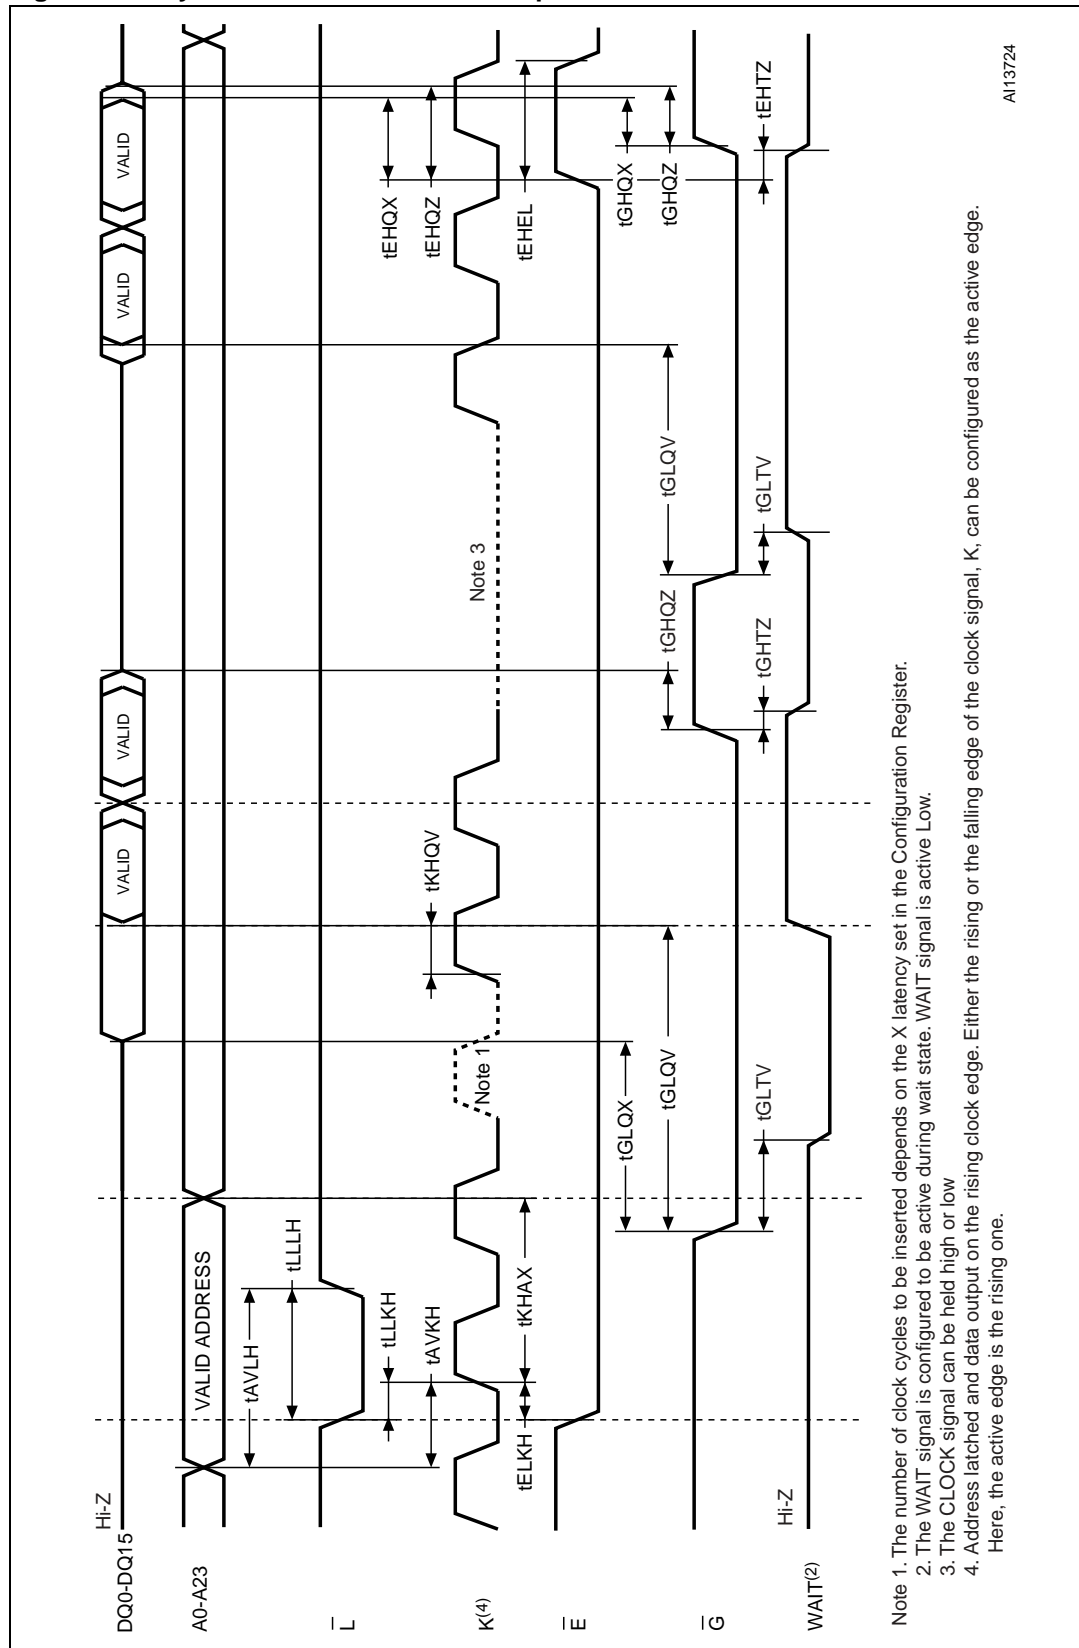 DQ0-DQ15
Hi-Z
VALID
VALID
VALID
VALID
A0-A23
VALID ADDRESS
tAVLH
tLLLH
L
tLLKH
tAVKH
tEHQX
tEHQZ
tKHQV
K(4)
Note 1
Note 3
tELKH
tKHAX
tEHEL
E
tGLQX
tGHQX
tGLQV
tGHQZ
tGLQV
tGHQZ
G
tGLTV
tGHTZ
tGLTV
tEHTZ
Hi-Z
WAIT(2)
Note 1. The number of clock cycles to be inserted depends on the X latency set in the Configuration Register.
2. The WAIT signal is configured to be active during wait state. WAIT signal is active Low.
3. The CLOCK signal can be held high or low
4. Address latched and data output on the rising clock edge. Either the rising or the falling edge of the clock signal, K, can be configured as the active edge.
Here, the active edge is the rising one.
AI13724